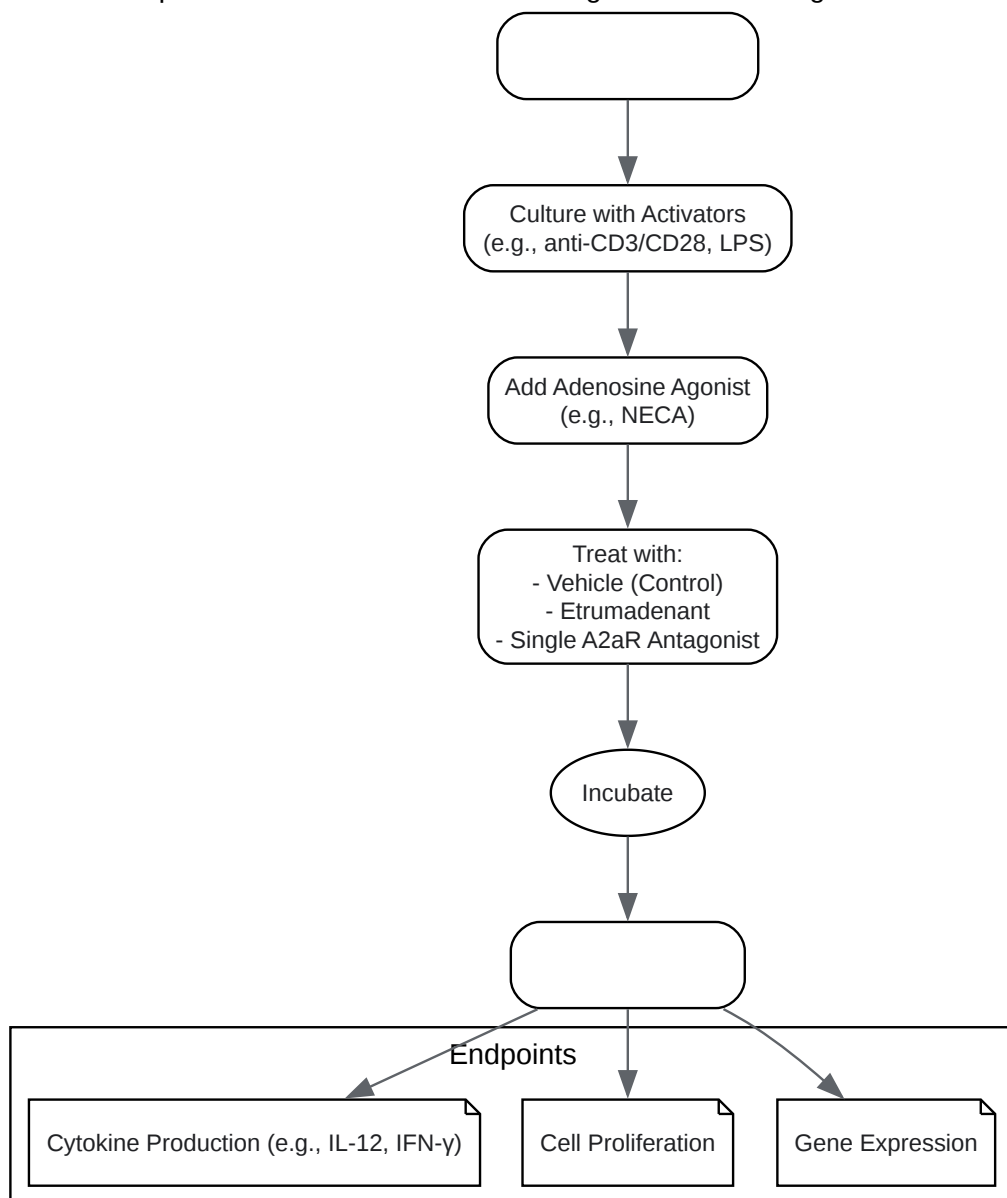 Culture with Activators
(e.g., anti-CD3/CD28, LPS)
Add Adenosine Agonist
(e.g., NECA)
Treat with:
- Vehicle (Control)
- Etrumadenant
- Single A2aR Antagonist
Incubate
Endpoints
Cytokine Production (e.g., IL-12, IFN-γ)
Cell Proliferation
Gene Expression